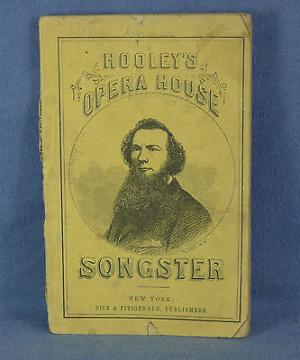 HOOLEY'S
OPERA HOUSE
SONGSTER
NEW YORK:
DICK & FITZGERALD, PUBLISHERS